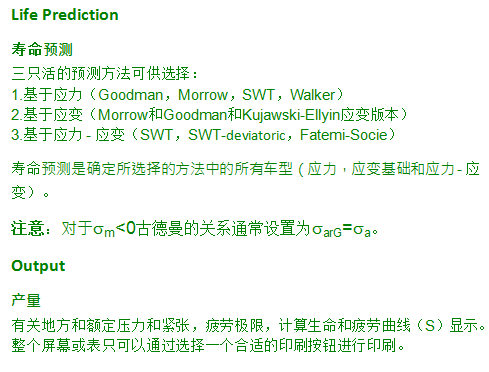 Life Prediction
寿命预测
三只活的预测方法可供选择：
1.基于应力（Goodman，Morrow，SWT，Walker）
2.基于应变（Morrow和Goodman和Kujawski-Ellyin应变版本）
3.基于应力 - 应变（SWT，SWT-deviatoric，Fatemi-Socie）
寿命预测是确定所选择的方法中的所有车型（应力，应变基础和应力 - 应
变）。
注意：对于σm<0古德曼的关系通常设置为σarG=σa。
Output
产量
有关地方和额定压力和紧张，疲劳极限，计算生命和疲劳曲线（S）显示。
整个屏幕或表只可以通过选择一个合适的印刷按钮进行印刷。